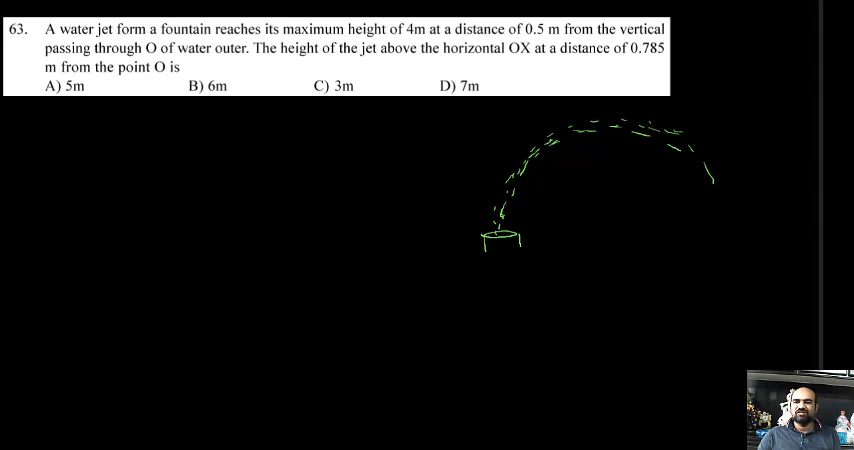 63. A water jet form a fountain reaches its maximum height of 4m at a distance of 0.5 m from the vertical
passing through O of water outer. The height of the jet above the horizontal OX at a distance of 0.785
m from the point O is
A) 5m B) 6m C) 3m D) 7m